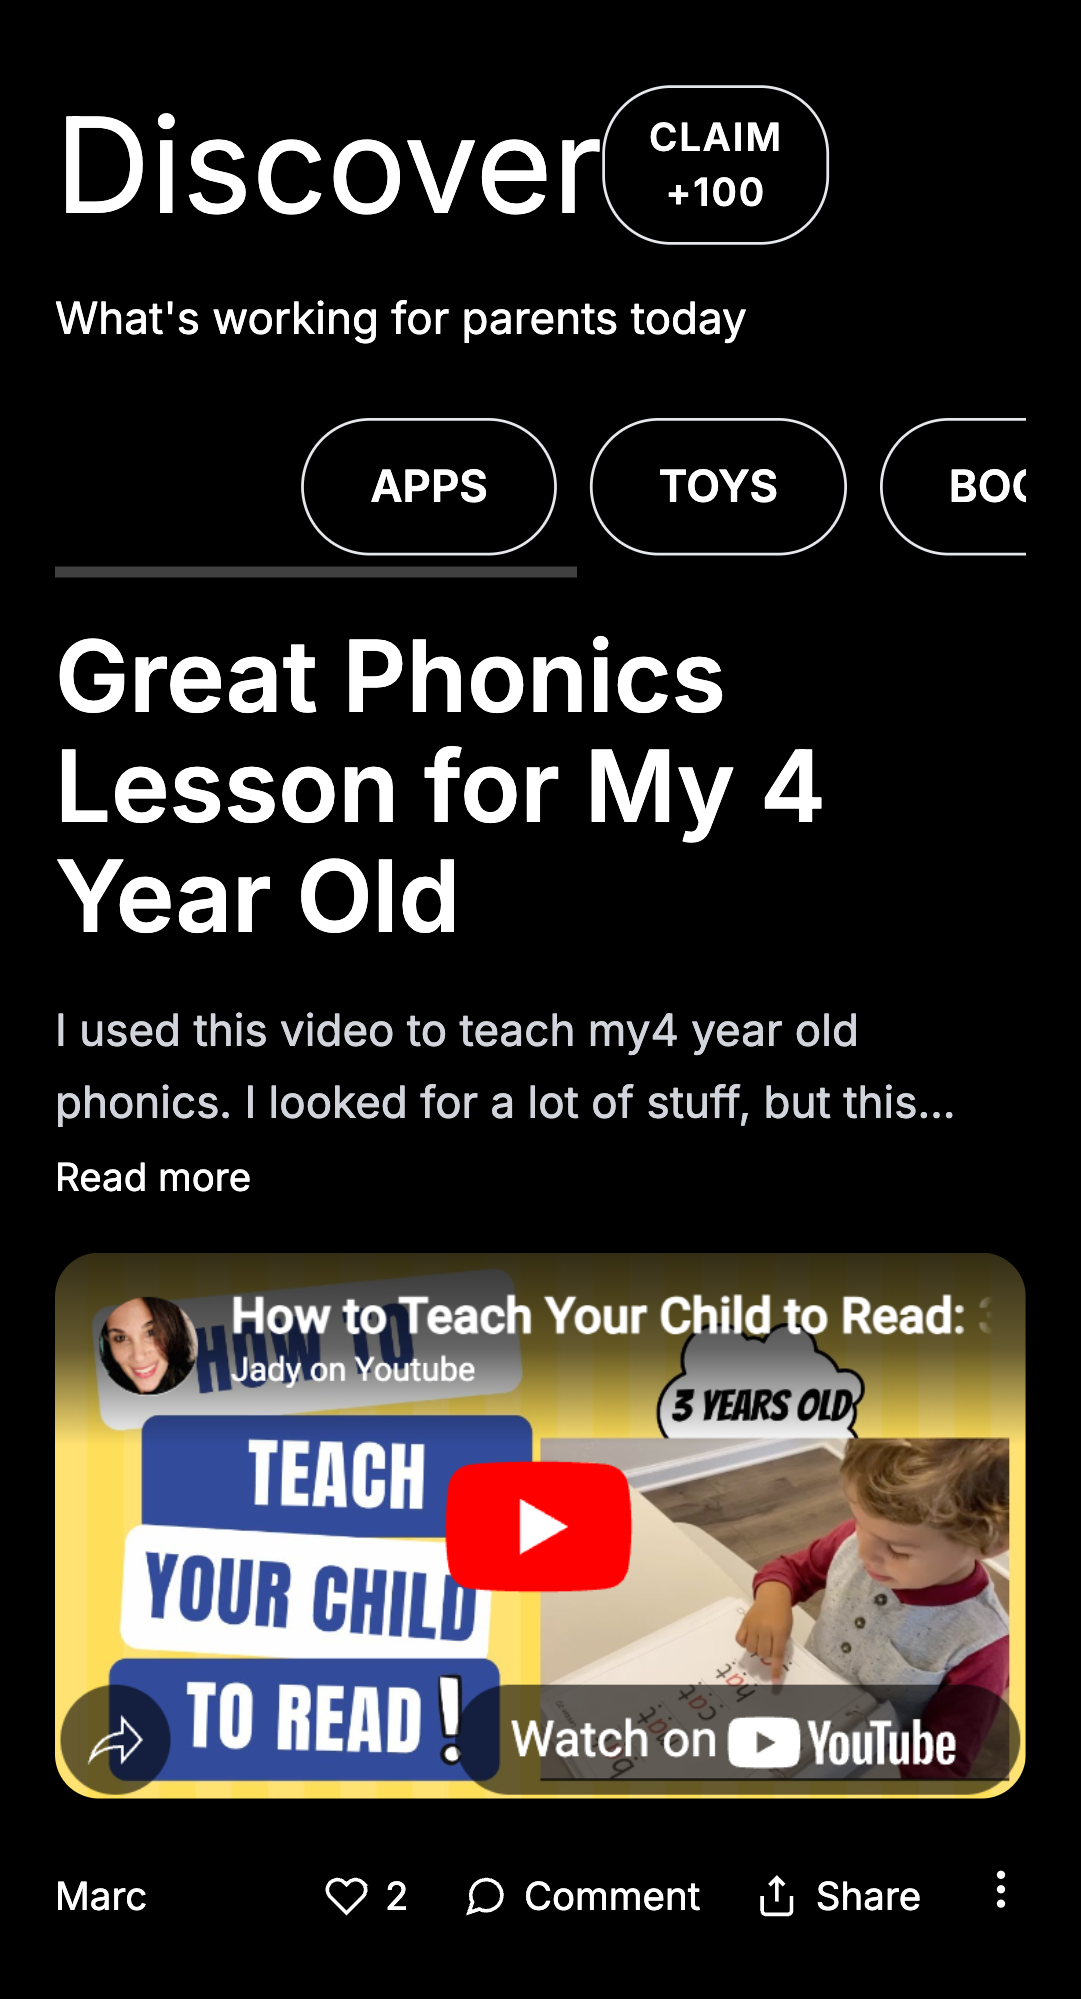 Discover
CLAIM
+100
What's working for parents today
APPS
TOYS
BOO
Great Phonics
Lesson for My 4
Year Old
I used this video to teach my4 year old
phonics. I looked for a lot of stuff, but this...
Read more
How to Teach Your Child to Read:
Jady on Youtube
HOW TO
3 YEARS OLD
TEACH
YOUR CHILD
TO READ!
hat
cat
Watch on YouTube
Marc
2
Comment
Share